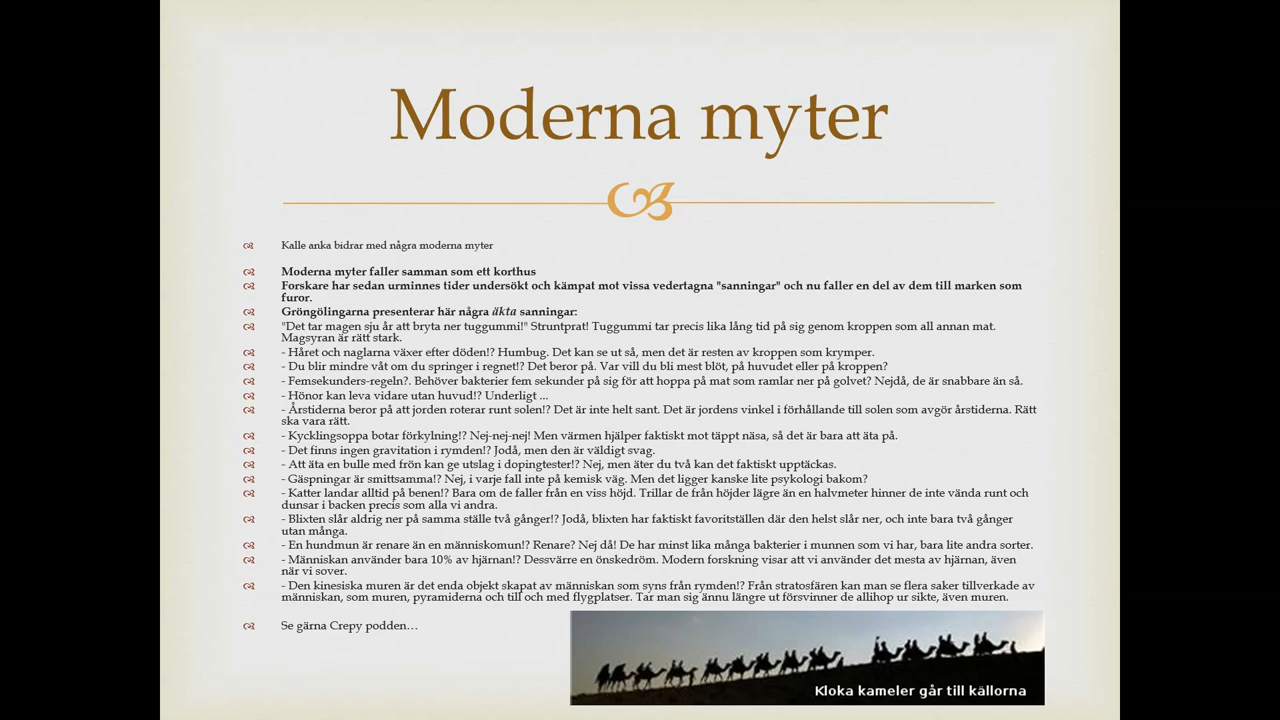 Moderna myter
Kalle anka bidrar med några moderna myter
Moderna myter faller samman som ett korthus
Forskare har sedan urminnes tider undersökt och kämpat mot vissa vedertagna "sanningar" och nu faller en del av dem till marken som
furor.
Gröngölingarna presenterar här några äkta sanningar:
"Det tar magen sju år att bryta ner tuggummi!" Struntprat! Tuggummi tar precis lika lång tid på sig genom kroppen som all annan mat.
Magsyran är rätt stark.
- Håret och naglarna växer efter döden!? Humbug. Det kan se ut så, men det är resten av kroppen som krymper.
- Du blir mindre våt om du springer i regnet!? Det beror på. Var vill du bli mest blöt, på huvudet eller på kroppen?
- Femsekunders-regeln?. Behöver bakterier fem sekunder på sig för att hoppa på mat som ramlar ner på golvet? Nejdå, de är snabbare än så.
- Hönor kan leva vidare utan huvud!? Underligt ...
- Årstiderna beror på att jorden roterar runt solen!? Det är inte helt sant. Det är jordens vinkel i förhållande till solen som avgör årstiderna. Rätt
ska vara rätt.
- Kycklingsoppa botar förkylning!? Nej-nej-nej! Men värmen hjälper faktiskt mot täppt näsa, så det är bara att äta på.
- Det finns ingen gravitation i rymden!? Jodå, men den är väldigt svag.
- Att äta en bulle med frön kan ge utslag i dopingtester!? Nej, men äter du två kan det faktiskt upptäckas.
- Gäspningar är smittsamma!? Nej, i varje fall inte på kemisk väg. Men det ligger kanske lite psykologi bakom?
- Katter landar alltid på benen!? Bara om de faller från en viss höjd. Trillar de från höjder lägre än en halvmeter hinner de inte vända runt och
dunsar i backen precis som alla vi andra.
- Blixten slår aldrig ner på samma ställe två gånger!? Jodå, blixten har faktiskt favoritställen där den helst slår ner, och inte bara två gånger
utan många.
- En hundmun är renare än en människomun!? Renare? Nej då! De har minst lika många bakterier i munnen som vi har, bara lite andra sorter.
- Människan använder bara 10% av hjärnan!? Dessvärre en önskedröm. Modern forskning visar att vi använder det mesta av hjärnan, även
när vi sover.
- Den kinesiska muren är det enda objekt skapat av människan som syns från rymden!? Från stratosfären kan man se flera saker tillverkade av
människan, som muren, pyramiderna och till och med flygplatser. Tar man sig ännu längre ut försvinner de allihop ur sikte, även muren.
Se gärna Crepy podden…
Kloka kameler går till källorna